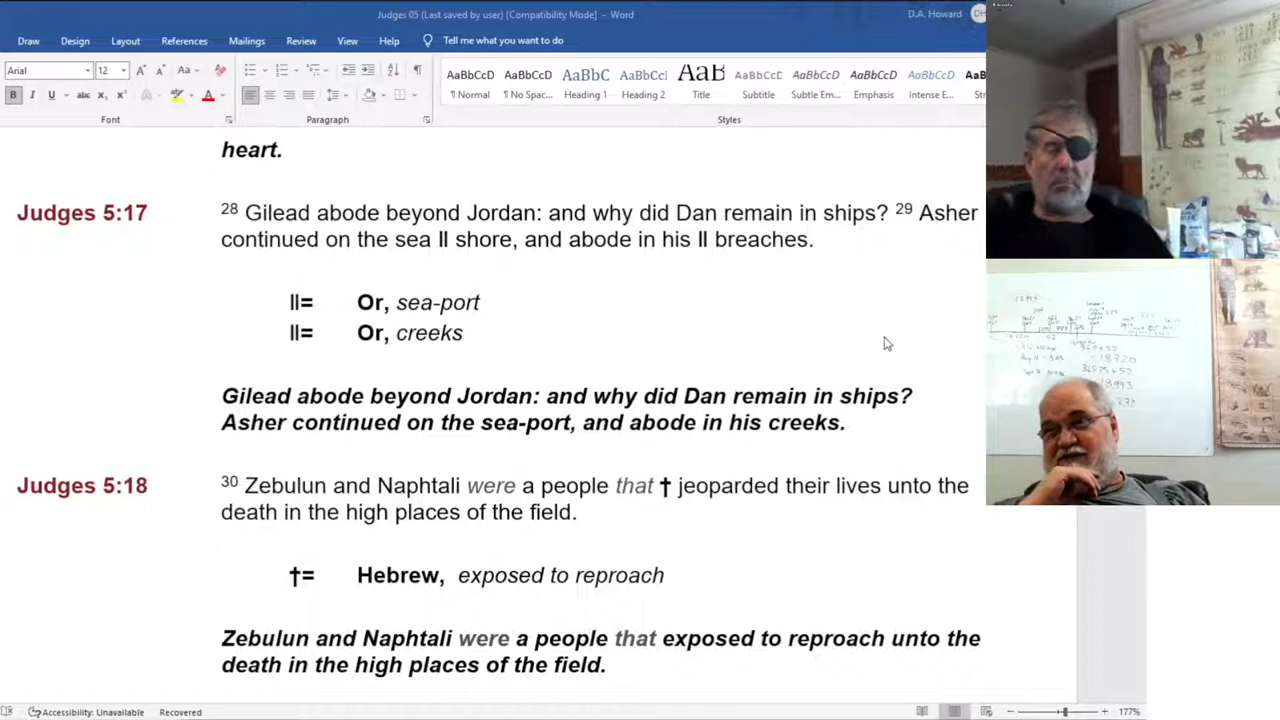 Judges 05 (Last saved by user) [Compatibility Mode] - Word
D.A. Howard
DH
Draw Design Layout References Mailings Review View Help Tell me what you want to do
Arial 12
AaBbCcD AaBbCcD AaBbC AaBbCcI AaB AaBbCcD AaBbCcD AaBbCcD AaBbCcD
¶ Normal ¶ No Spac... Heading 1 Heading 2 Title Subtitle Subtle Em... Emphasis Intense E...
Font Paragraph Styles
heart.
Judges 5:17 28 Gilead abode beyond Jordan: and why did Dan remain in ships? 29 Asher
continued on the sea ǁ shore, and abode in his ǁ breaches.
ǁ= Or, sea-port
ǁ= Or, creeks
Gilead abode beyond Jordan: and why did Dan remain in ships?
Asher continued on the sea-port, and abode in his creeks.
Judges 5:18 30 Zebulun and Naphtali were a people that † jeoparded their lives unto the
death in the high places of the field.
†= Hebrew, exposed to reproach
Zebulun and Naphtali were a people that exposed to reproach unto the
death in the high places of the field.
Accessibility: Unavailable Recovered
177%